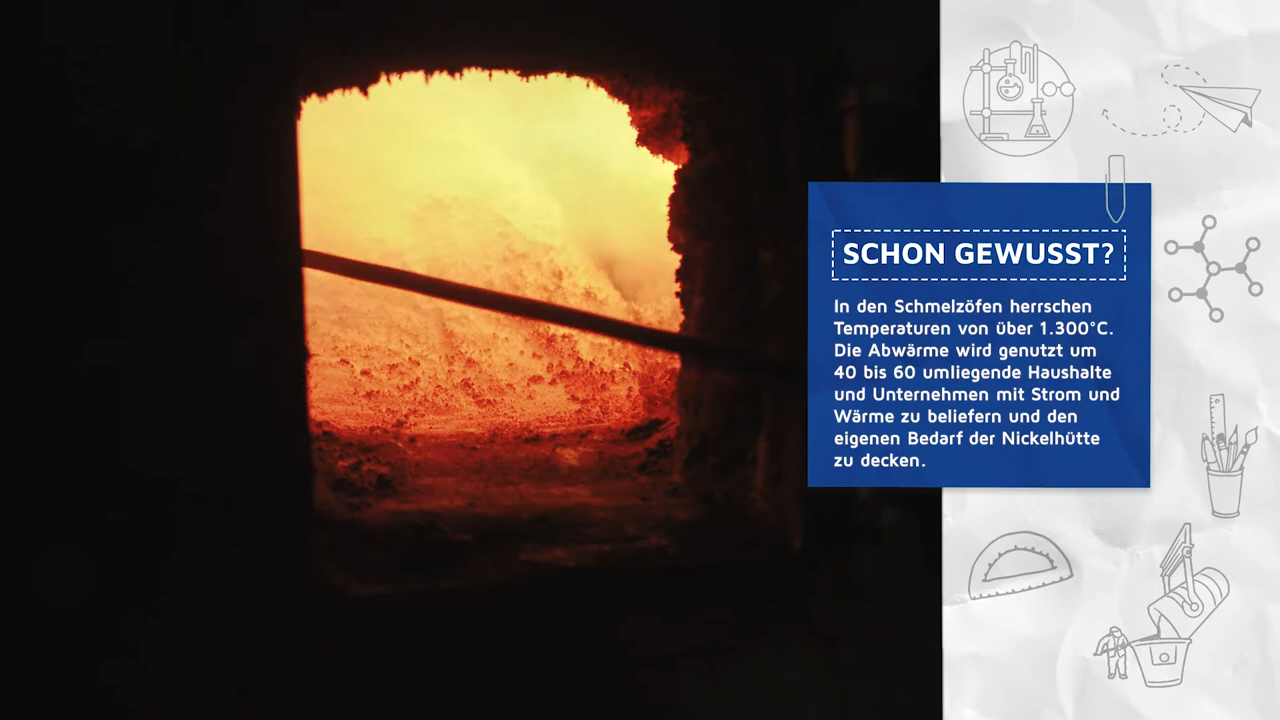 SCHON GEWUSST?
In den Schmelzöfen herrschen
Temperaturen von über 1.300°C.
Die Abwärme wird genutzt um
40 bis 60 umliegende Haushalte
und Unternehmen mit Strom und
Wärme zu beliefern und den
eigenen Bedarf der Nickelhütte
zu decken.